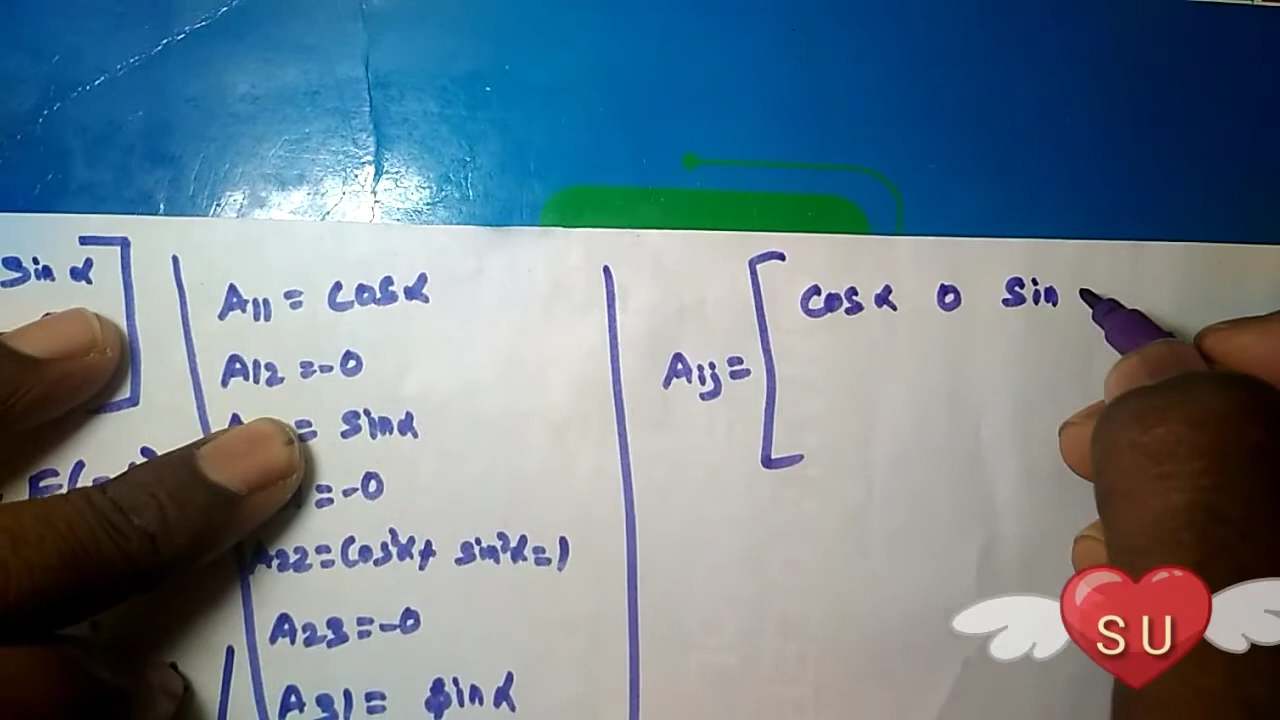 sin α
A11 = cosα
A12 = -0
= sinα
= -0
A22 = cos²α + sin²α = 1
A23 = -0
A31 = sinα
Aij = [ cosα 0 sin
SU